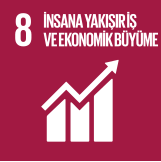 8 İNSANA YAKIŞIR İŞ
VE EKONOMİK BÜYÜME